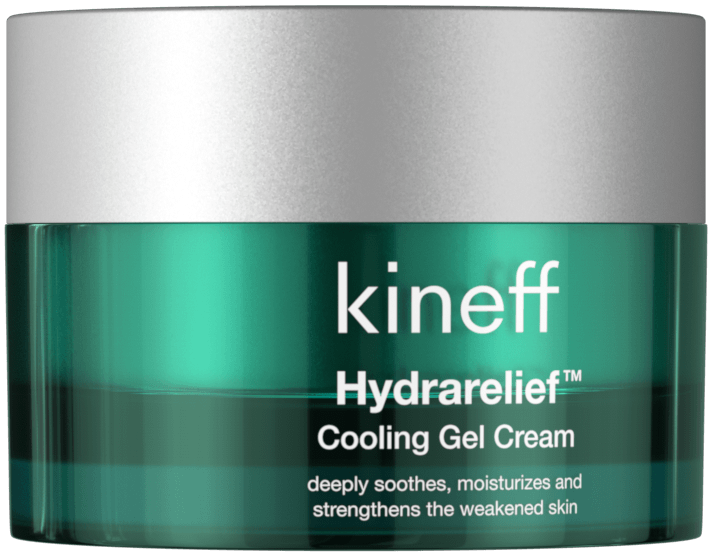 kineff
Hydrarelief™
Cooling Gel Cream
deeply soothes, moisturizes and
strengthens the weakened skin